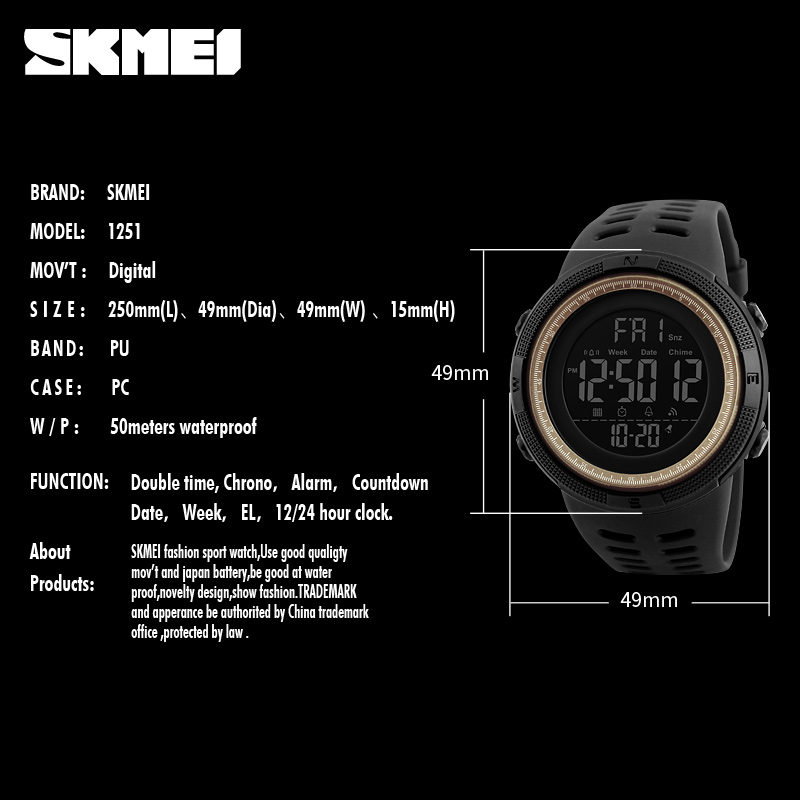 SKMEI
BRAND: SKMEI
MODEL: 1251
MOV'T : Digital
S I Z E : 250mm(L)、49mm(Dia)、49mm(W) 、15mm(H)
BAND: PU
CASE: PC
W / P : 50meters waterproof
FUNCTION: Double time, Chrono, Alarm, Countdown
Date, Week, EL, 12/24 hour clock.
About
Products:
SKMEI fashion sport watch,Use good qualigty
mov't and japan battery,be good at water
proof,novelty design,show fashion.TRADEMARK
and apperance be authorited by China trademark
office ,protected by law .
49mm
N
FRI Snz
Week Date Chime
PM 12:50 12
W E
10-20
S
49mm